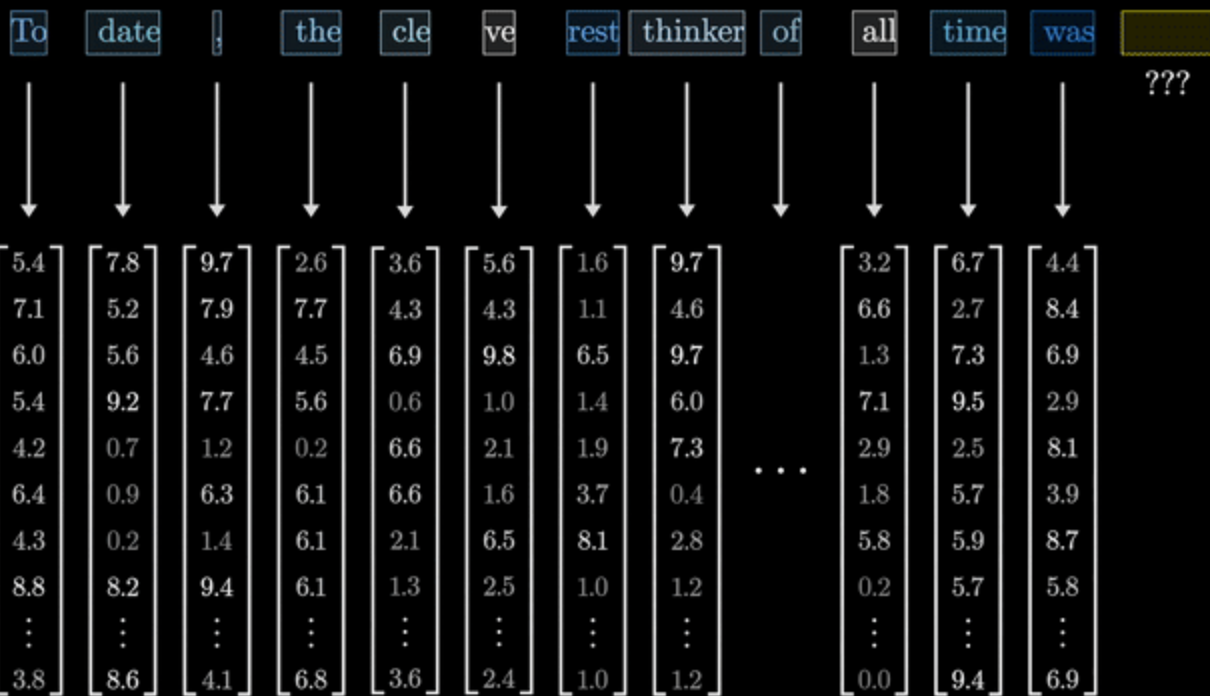 To date , the cle ve rest thinker of all time was
???
5.4 7.8 9.7 2.6 3.6 5.6 1.6 9.7 3.2 6.7 4.4
7.1 5.2 7.9 7.7 4.3 4.3 1.1 4.6 6.6 2.7 8.4
6.0 5.6 4.6 4.5 6.9 9.8 6.5 9.7 1.3 7.3 6.9
5.4 9.2 7.7 5.6 0.6 1.0 1.4 6.0 7.1 9.5 2.9
4.2 0.7 1.2 0.2 6.6 2.1 1.9 7.3 ... 2.9 2.5 8.1
6.4 0.9 6.3 6.1 6.6 1.6 3.7 0.4 1.8 5.7 3.9
4.3 0.2 1.4 6.1 2.1 6.5 8.1 2.8 5.8 5.9 8.7
8.8 8.2 9.4 6.1 1.3 2.5 1.0 1.2 0.2 5.7 5.8
⋮ ⋮ ⋮ ⋮ ⋮ ⋮ ⋮ ⋮ ⋮ ⋮ ⋮
3.8 8.6 4.1 6.8 3.6 2.4 1.0 1.2 0.0 9.4 6.9